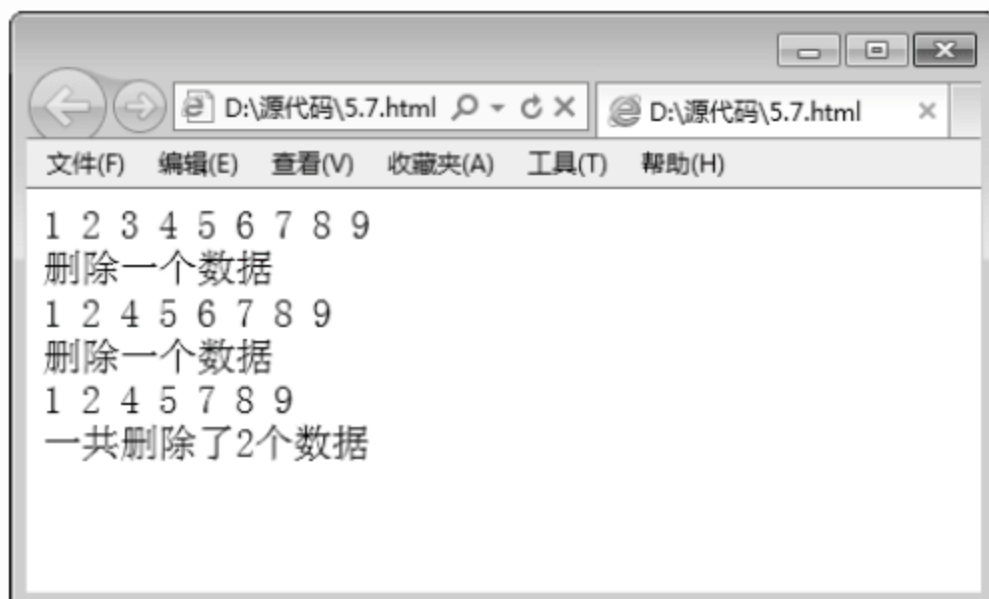 D:\源代码\5.7.html
D:\源代码\5.7.html
文件(F) 编辑(E) 查看(V) 收藏夹(A) 工具(T) 帮助(H)
1 2 3 4 5 6 7 8 9
删除一个数据
1 2 4 5 6 7 8 9
删除一个数据
1 2 4 5 7 8 9
一共删除了2个数据